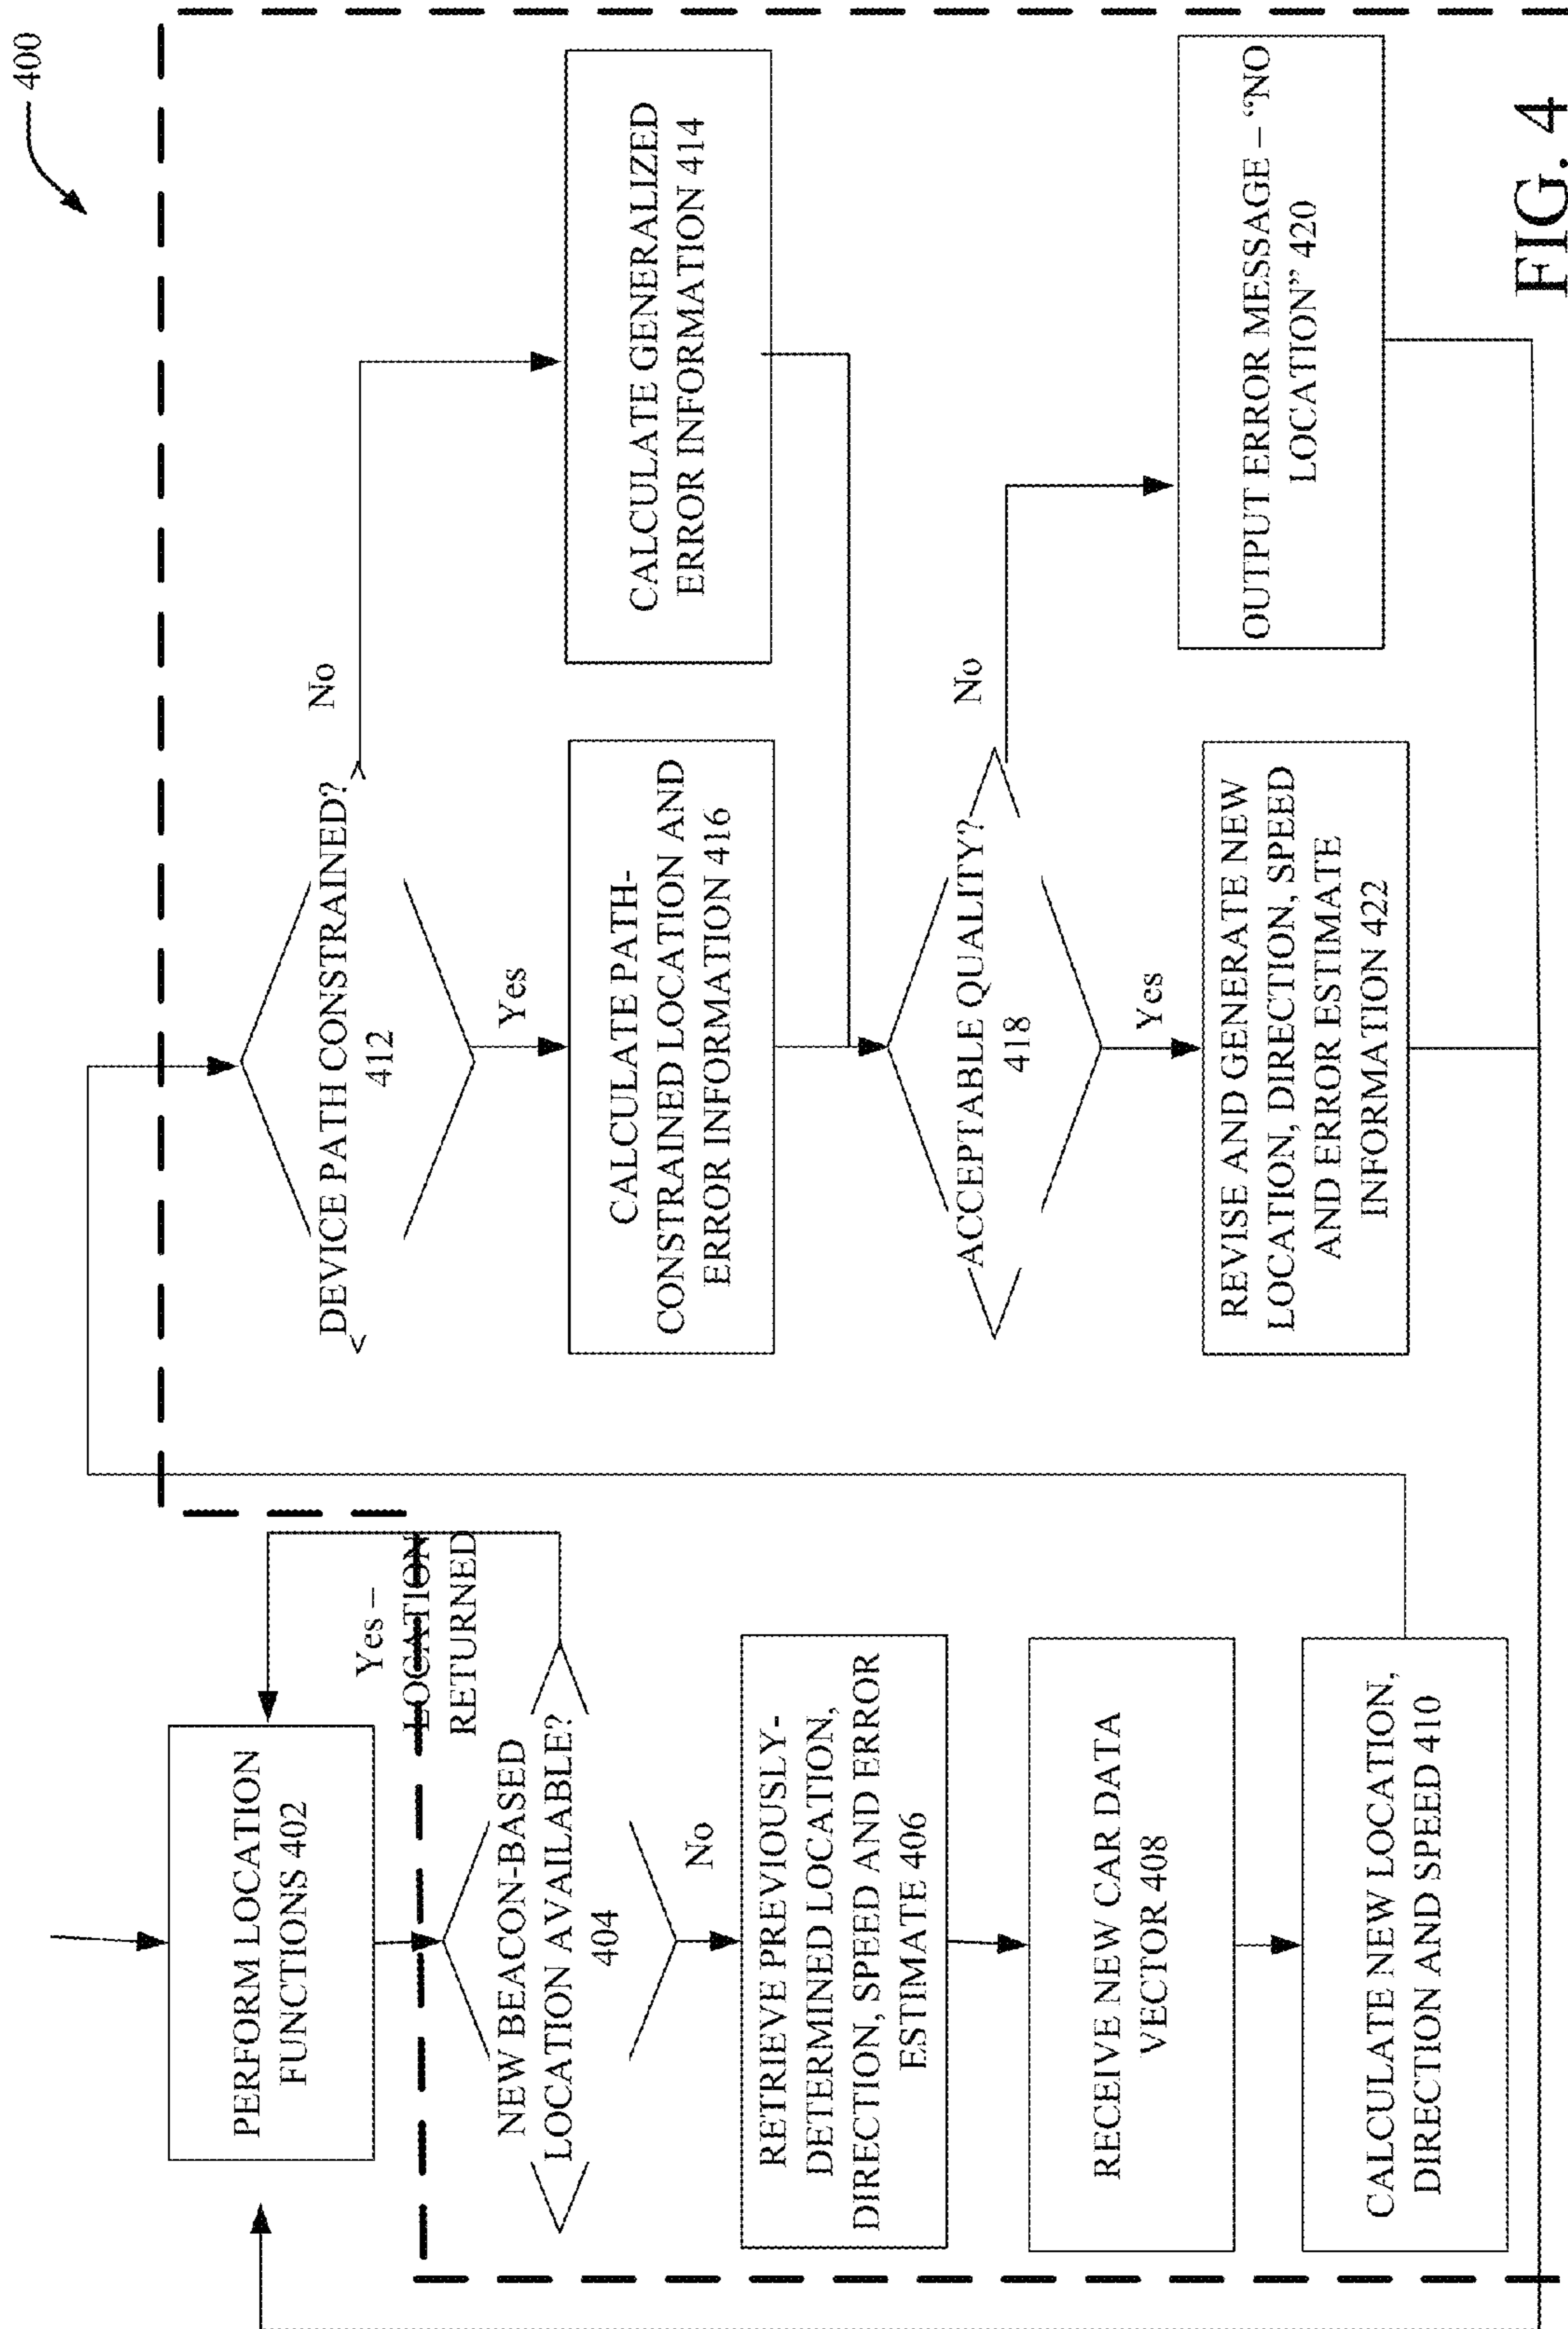 400
PERFORM LOCATION
FUNCTIONS 402
Yes –
LOCATION
RETURNED
NEW BEACON-BASED
LOCATION AVAILABLE?
404
No
RETRIEVE PREVIOUSLY-
DETERMINED LOCATION,
DIRECTION, SPEED AND ERROR
ESTIMATE 406
RECEIVE NEW CAR DATA
VECTOR 408
CALCULATE NEW LOCATION,
DIRECTION AND SPEED 410
DEVICE PATH CONSTRAINED?
412
No
Yes
CALCULATE GENERALIZED
ERROR INFORMATION 414
CALCULATE PATH-
CONSTRAINED LOCATION AND
ERROR INFORMATION 416
ACCEPTABLE QUALITY?
418
No
Yes
OUTPUT ERROR MESSAGE – “NO
LOCATION” 420
REVISE AND GENERATE NEW
LOCATION, DIRECTION, SPEED
AND ERROR ESTIMATE
INFORMATION 422
FIG. 4